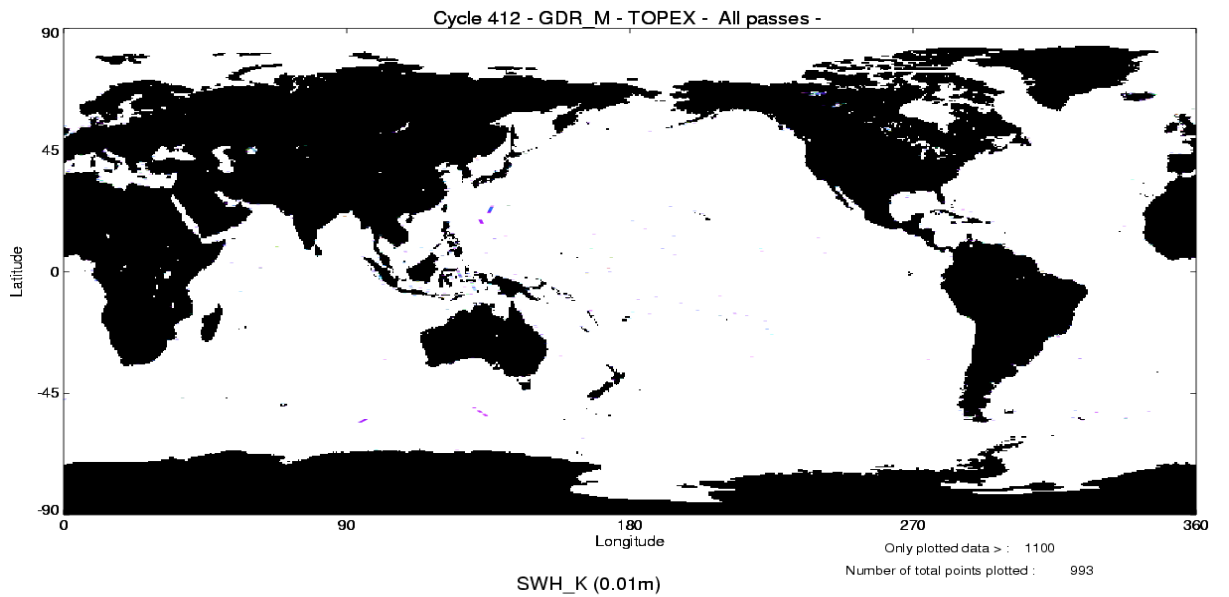 Cycle 412 - GDR_M - TOPEX - All passes -
90
45
0
-45
-90
Latitude
0 90 180 270 360
Longitude
Only plotted data > : 1100
Number of total points plotted : 993
SWH_K (0.01m)